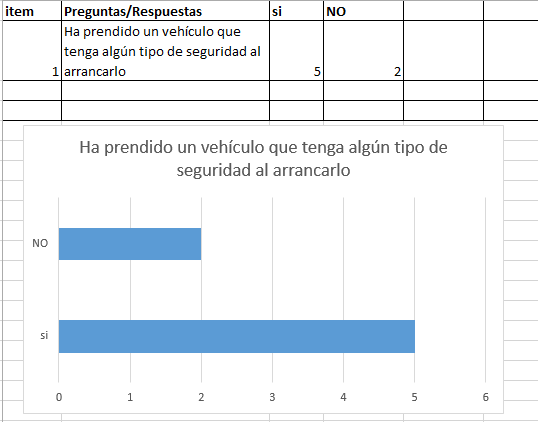 item Preguntas/Respuestas si NO
Ha prendido un vehículo que
tenga algún tipo de seguridad al
1 arrancarlo 5 2
Ha prendido un vehículo que tenga algún tipo de
seguridad al arrancarlo
NO
si
0 1 2 3 4 5 6